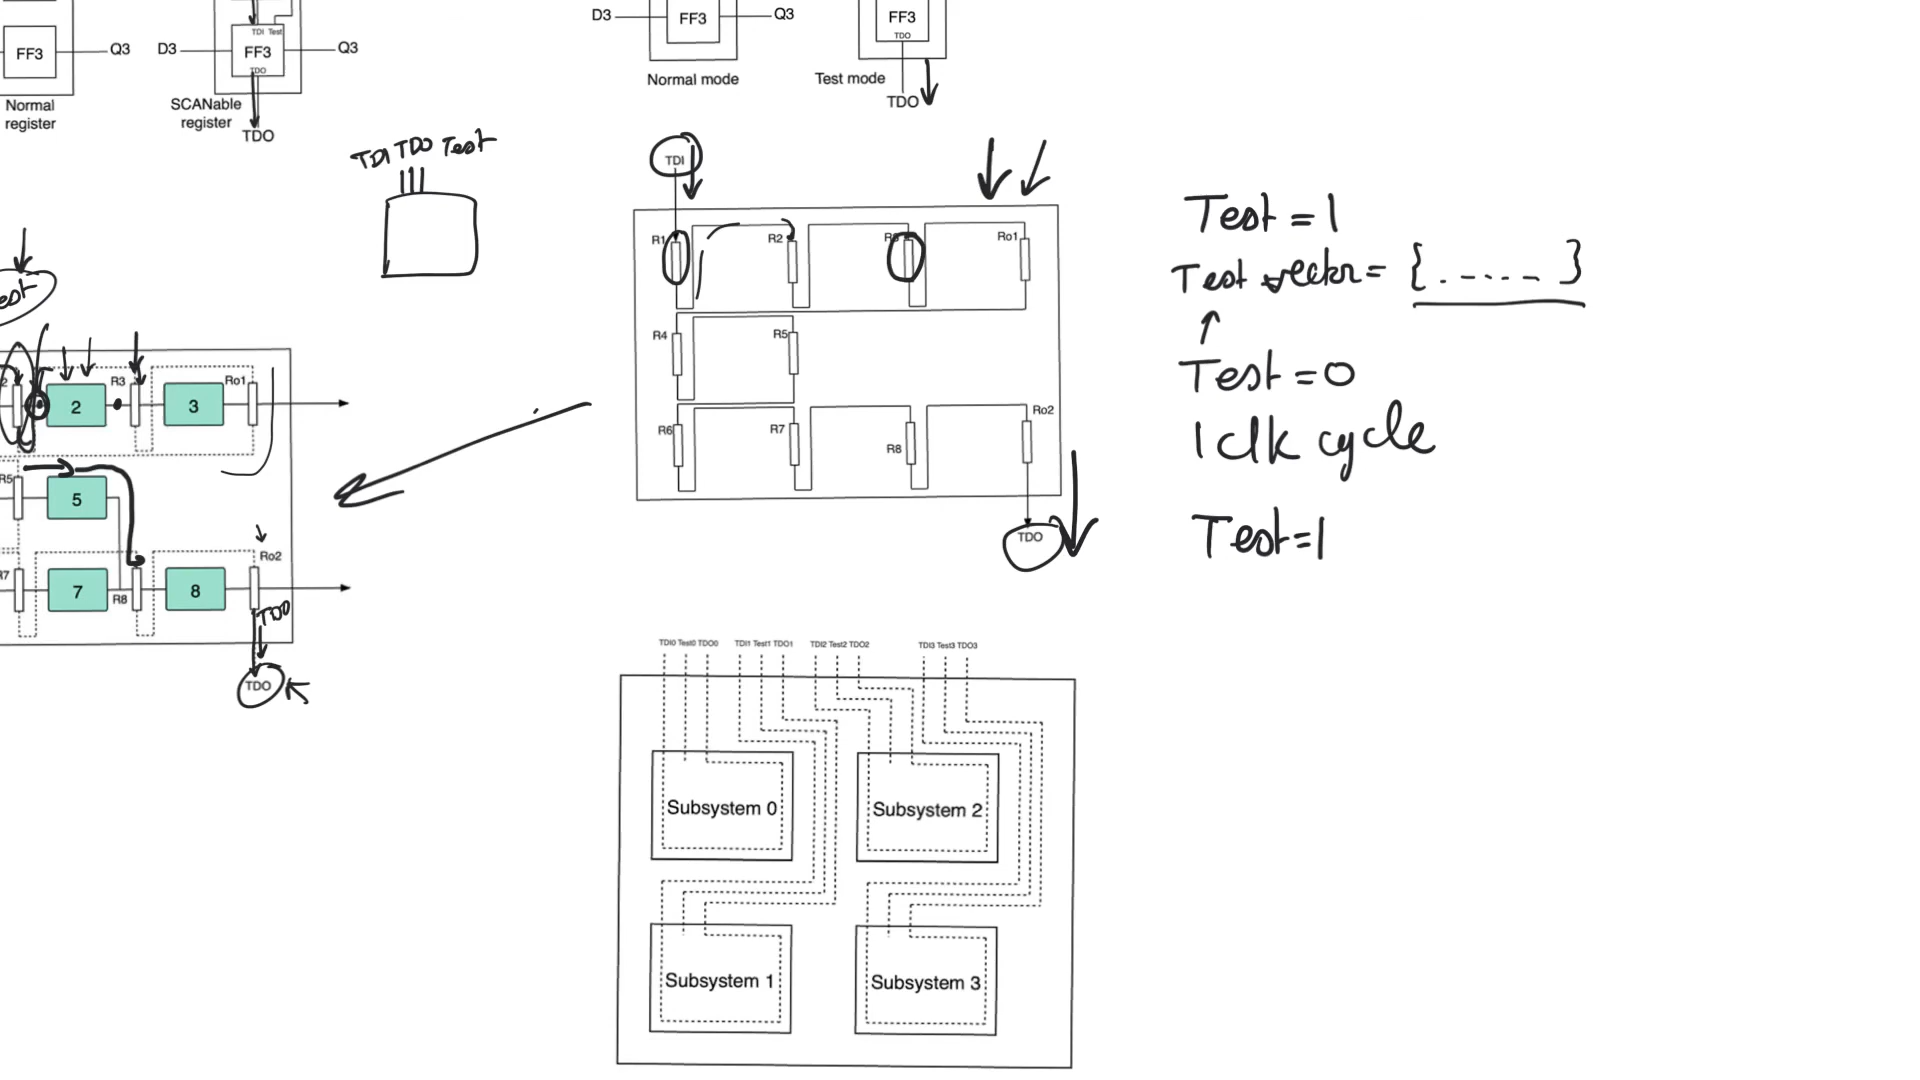 D3
FF3
Q3
FF3
Q3
D3
TDI Test
FF3
Q3
TDO
TDO
Normal mode
Test mode
TDO
Normal
register
SCANable
register
TDO
TDI TDO Test
TDI
Test = 1
R1
R2
Ro1
Test vector = { . - - . - - }
R4
R5
Test = 0
1 clk cycle
R3
Ro1
2
3
Ro2
R6
R7
R8
R5
5
Test=1
TDO
Ro2
R7
7
R8
8
TDO
TDO
TDI0 Test0 TDO0 TDI1 Test1 TDO1 TDI2 Test2 TDO2 TDI3 Test3 TDO3
Subsystem 0
Subsystem 2
Subsystem 1
Subsystem 3